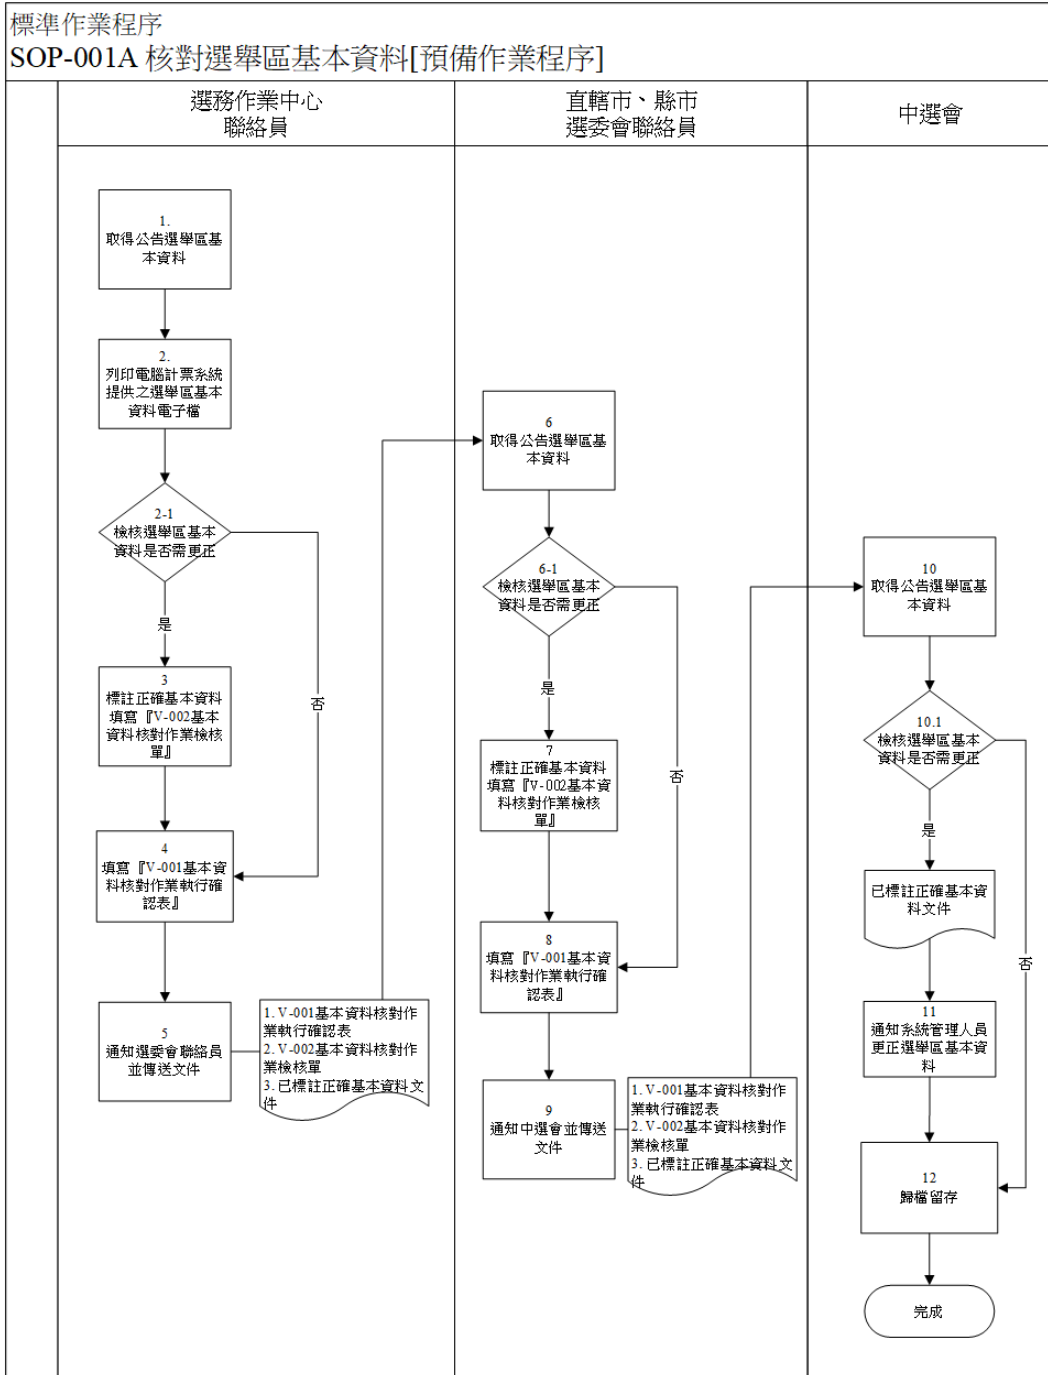 標準作業程序
SOP-001A 核對選舉區基本資料[預備作業程序]
選務作業中心
聯絡員
直轄市、縣市
選委會聯絡員
中選會
1.
取得公告選舉區基
本資料
2.
列印電腦計票系統
提供之選舉區基本
資料電子檔
2-1
檢核選舉區基本
資料是否需更正
是
否
3
標註正確基本資料
填寫『V-002基本
資料核對作業檢核
單』
4
填寫『V-001基本資
料核對作業執行確
認表』
5
通知選委會聯絡員
並傳送文件
1. V-001基本資料核對作
業執行確認表
2. V-002基本資料核對作
業檢核單
3. 已標註正確基本資料文
件
6
取得公告選舉區基
本資料
6-1
檢核選舉區基本
資料是否需更正
是
否
7
標註正確基本資料
填寫『V-002基本資
料核對作業檢核
單』
8
填寫『V-001基本資
料核對作業執行確
認表』
9
通知中選會並傳送
文件
1. V-001基本資料核對作
業執行確認表
2. V-002基本資料核對作
業檢核單
3. 已標註正確基本資料文
件
10
取得公告選舉區基
本資料
10.1
檢核選舉區基本
資料是否需更正
是
否
已標註正確基本資
料文件
11
通知系統管理人員
更正選舉區基本資
料
12
歸檔留存
完成